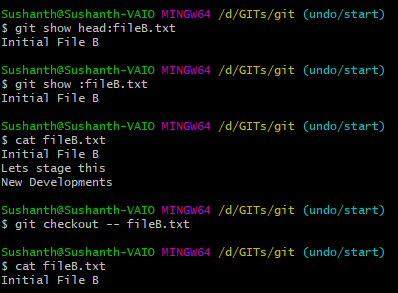 Sushanth@Sushanth-VAIO MINGW64 /d/GITs/git (undo/start)
$ git show head:fileB.txt
Initial File B
Sushanth@Sushanth-VAIO MINGW64 /d/GITs/git (undo/start)
$ git show :fileB.txt
Initial File B
Sushanth@Sushanth-VAIO MINGW64 /d/GITs/git (undo/start)
$ cat fileB.txt
Initial File B
Lets stage this
New Developments
Sushanth@Sushanth-VAIO MINGW64 /d/GITs/git (undo/start)
$ git checkout -- fileB.txt
Sushanth@Sushanth-VAIO MINGW64 /d/GITs/git (undo/start)
$ cat fileB.txt
Initial File B